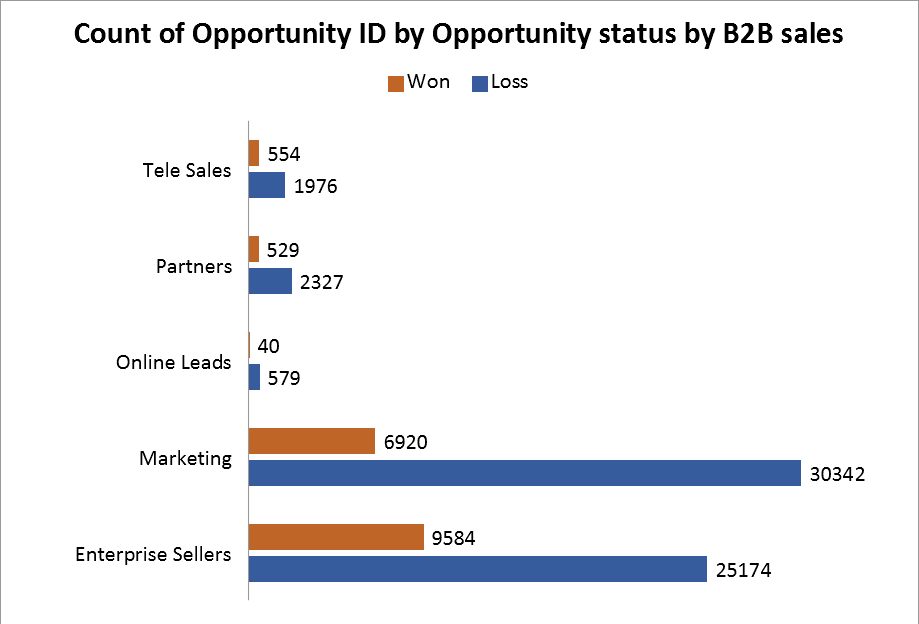 Count of Opportunity ID by Opportunity status by B2B sales
Won Loss
554
Tele Sales
1976
529
Partners
2327
40
Online Leads
579
6920
Marketing
30342
9584
Enterprise Sellers
25174